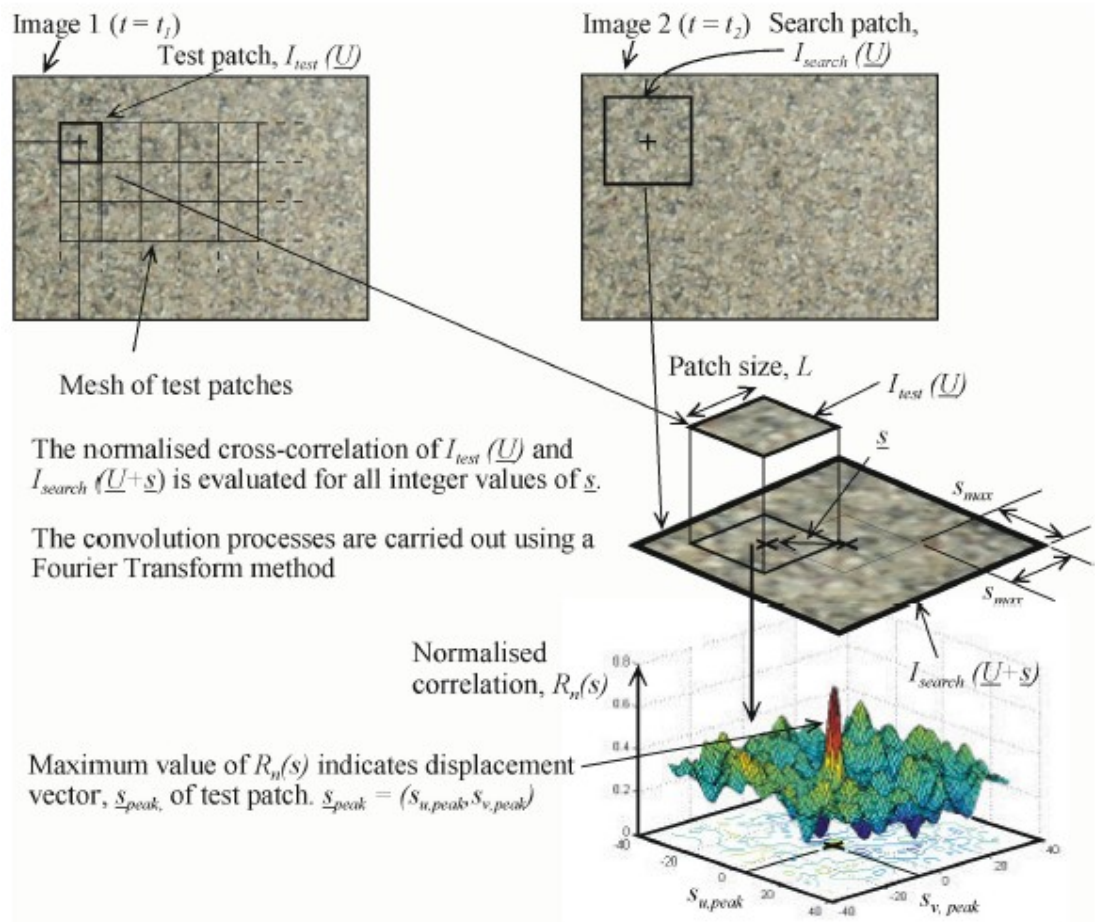 Image 1 (t = t1)
Test patch, Itest (U)
Image 2 (t = t2) Search patch,
Isearch (U)
Mesh of test patches
Patch size, L
Itest (U)
The normalised cross-correlation of Itest (U) and
Isearch (U+s) is evaluated for all integer values of s.
s
smax
The convolution processes are carried out using a
Fourier Transform method
smax
Isearch (U+s)
Normalised
correlation, Rn(s)
Maximum value of Rn(s) indicates displacement
vector, speak, of test patch. speak = (su,peak,sv,peak)
0.8
0.6
0.4
0.2
0
-40
-20
0
20
40
-40
-20
0
20
40
su,peak
sv, peak